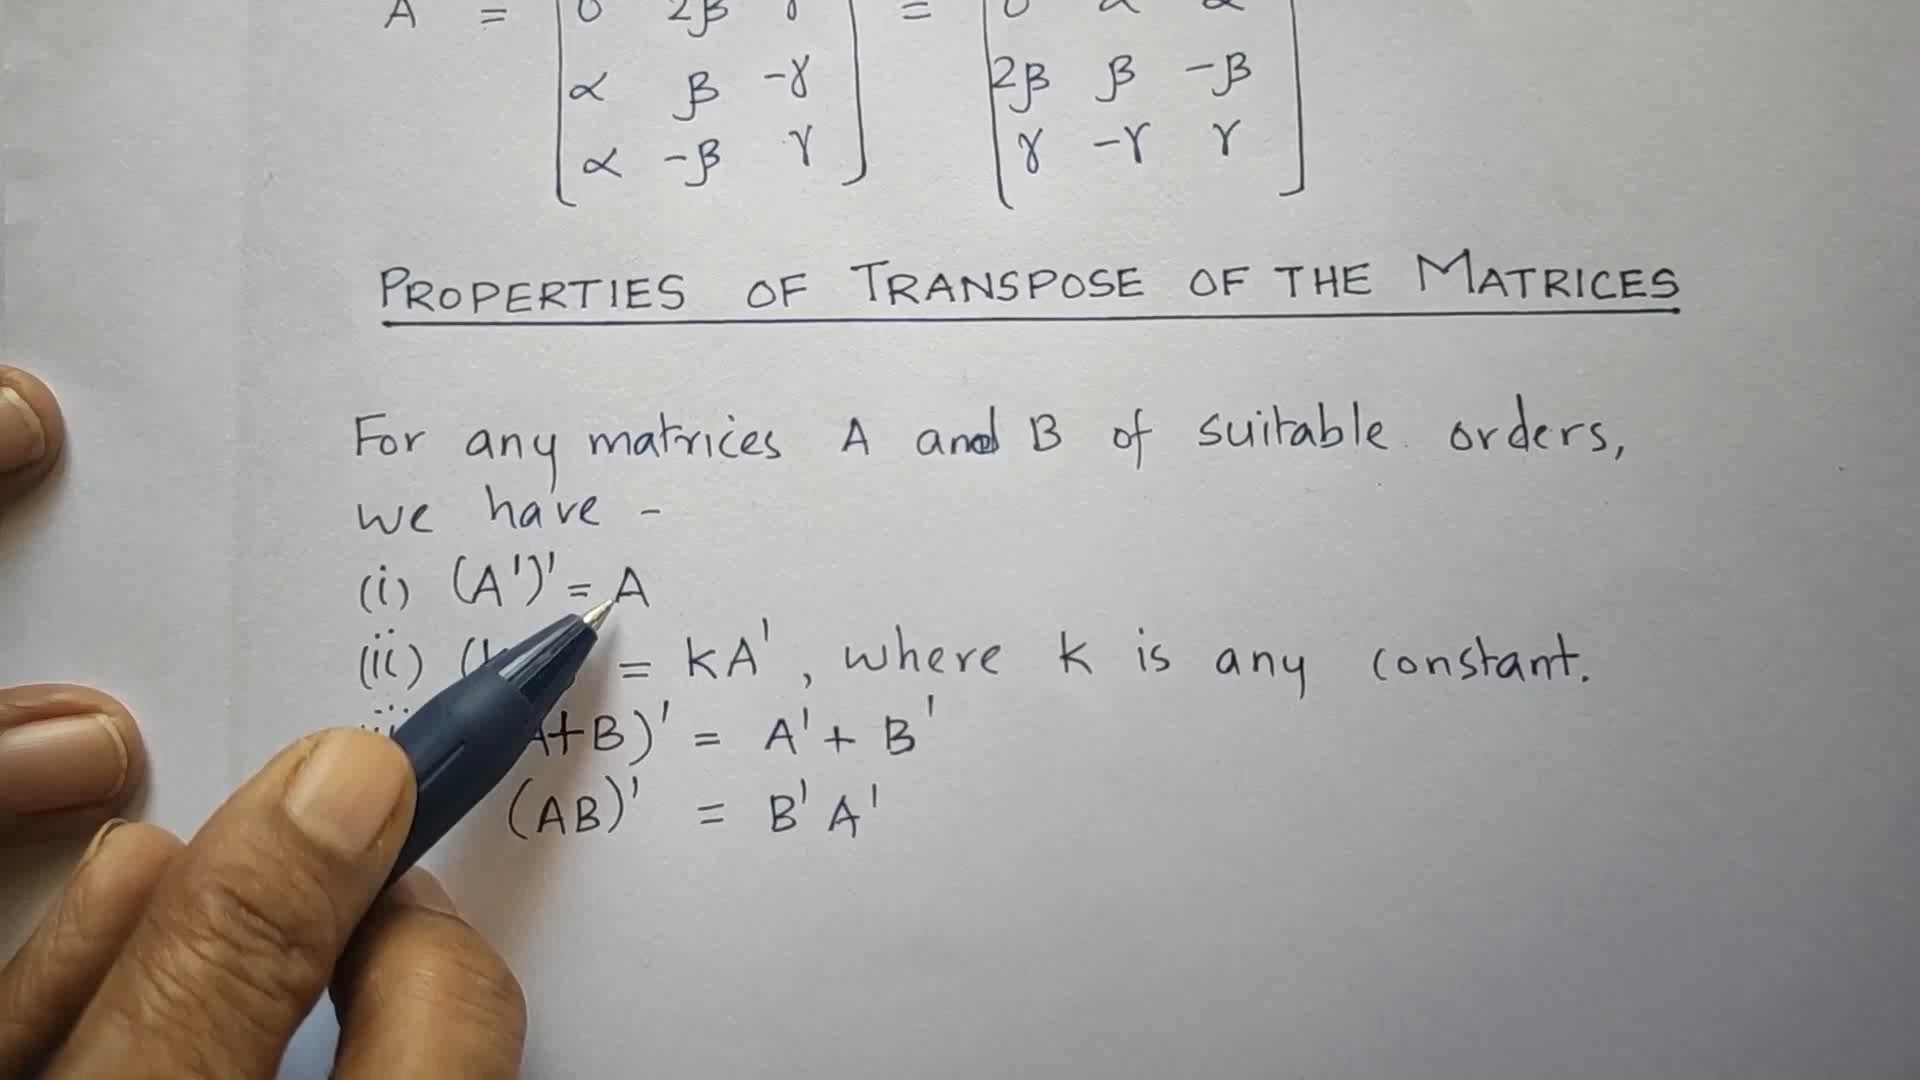 A = [ 0 2β γ = [ 0 α α
α β -γ 2β β -β
α -β γ ] γ -γ γ ]
PROPERTIES OF TRANSPOSE OF THE MATRICES
For any matrices A and B of suitable orders,
we have -
(i) (A')' = A
(ii) ( = kA' , where k is any constant.
+B)' = A' + B'
(AB)' = B'A'